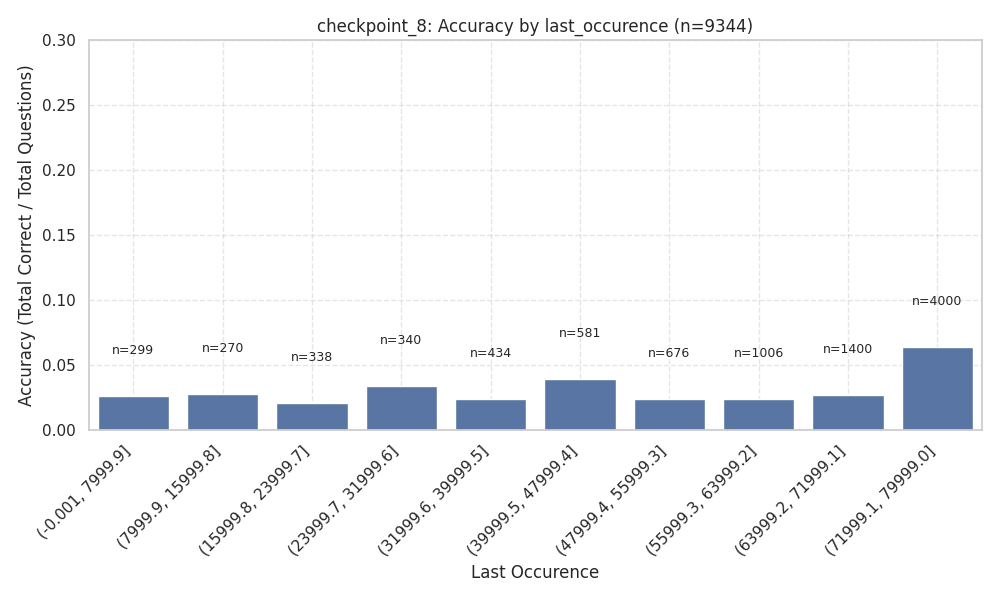 checkpoint_8: Accuracy by last_occurence (n=9344)
Accuracy (Total Correct / Total Questions)
0.30
0.25
0.20
0.15
0.10
0.05
0.00
n=299
n=270
n=338
n=340
n=434
n=581
n=676
n=1006
n=1400
n=4000
(-0.001, 7999.9]
(7999.9, 15999.8]
(15999.8, 23999.7]
(23999.7, 31999.6]
(31999.6, 39999.5]
(39999.5, 47999.4]
(47999.4, 55999.3]
(55999.3, 63999.2]
(63999.2, 71999.1]
(71999.1, 79999.0]
Last Occurence